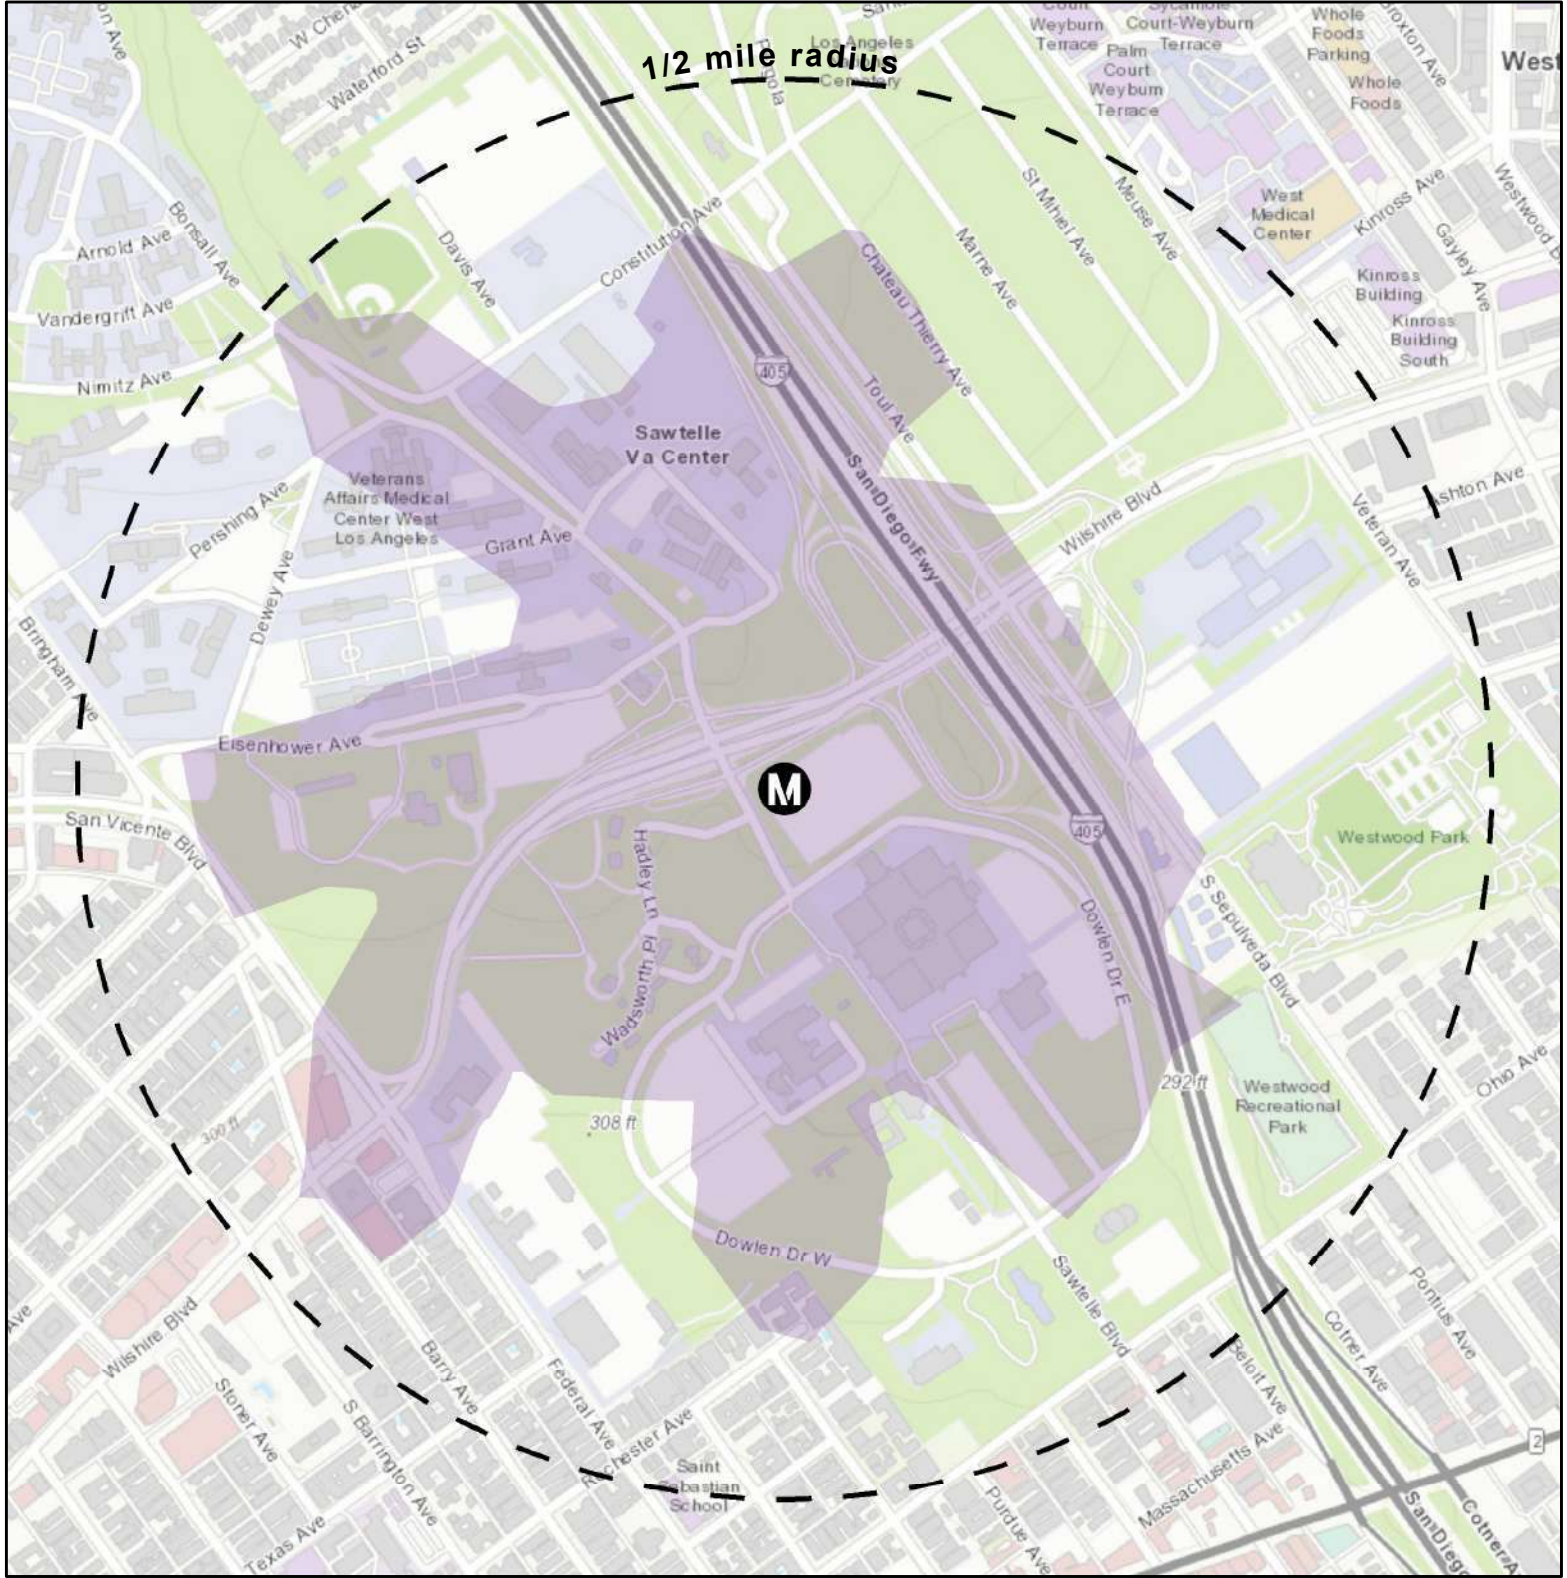 W Cher
Waterford St
Los Angeles
Cemetery
1/2 mile radius
Court
Weyburn
Terrace
Sycamore
Court-Weyburn
Terrace
Palm
Court
Weyburn
Terrace
Whole
Foods
Parking
Whole
Foods
Broxton Ave
West
Arnold Ave
Bonsall Ave
Vandergrift Ave
Nimitz Ave
Davis Ave
Constitution Ave
Chateau Thierry Ave
Toul Ave
Marne Ave
St Mihiel Ave
Meuse Ave
West
Medical
Center
Kinross Ave
Gayley Ave
Kinross
Building
Kinross
Building
South
405
Sawtelle
Va Center
Veterans
Affairs Medical
Center West
Los Angeles
Pershing Ave
Grant Ave
Dewey Ave
San Diego Fwy
Wilshire Blvd
Veteran Ave
Ashton Ave
Bringham Ave
Eisenhower Ave
San Vicente Blvd
M
405
Westwood Park
Hadley Ln
Wadsworth Pl
Dowlen Dr E
S Sepulveda Blvd
292 ft
Westwood
Recreational
Park
Ohio Ave
300 ft
308 ft
Dowlen Dr W
Sawtelle Blvd
Wilshire Blvd
Stoner Ave
S Barrington Ave
Barry Ave
Federal Ave
Rochester Ave
Saint
Sebastian
School
Texas Ave
Purdue Ave
Massachusetts Ave
Beloit Ave
Cotner Ave
Pontius Ave
2
San Diego
Cotner A